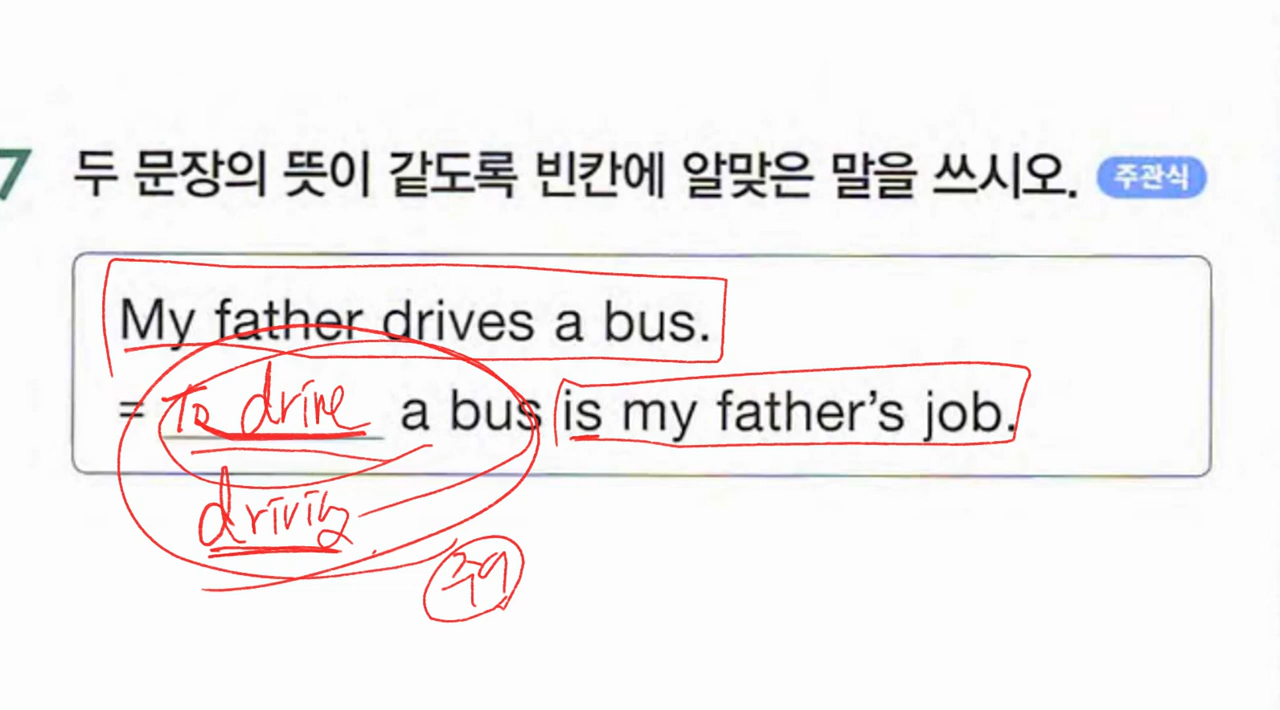 7 두 문장의 뜻이 같도록 빈칸에 알맞은 말을 쓰시오. 주관식
My father drives a bus.
= To drive a bus is my father's job.
driving
주어